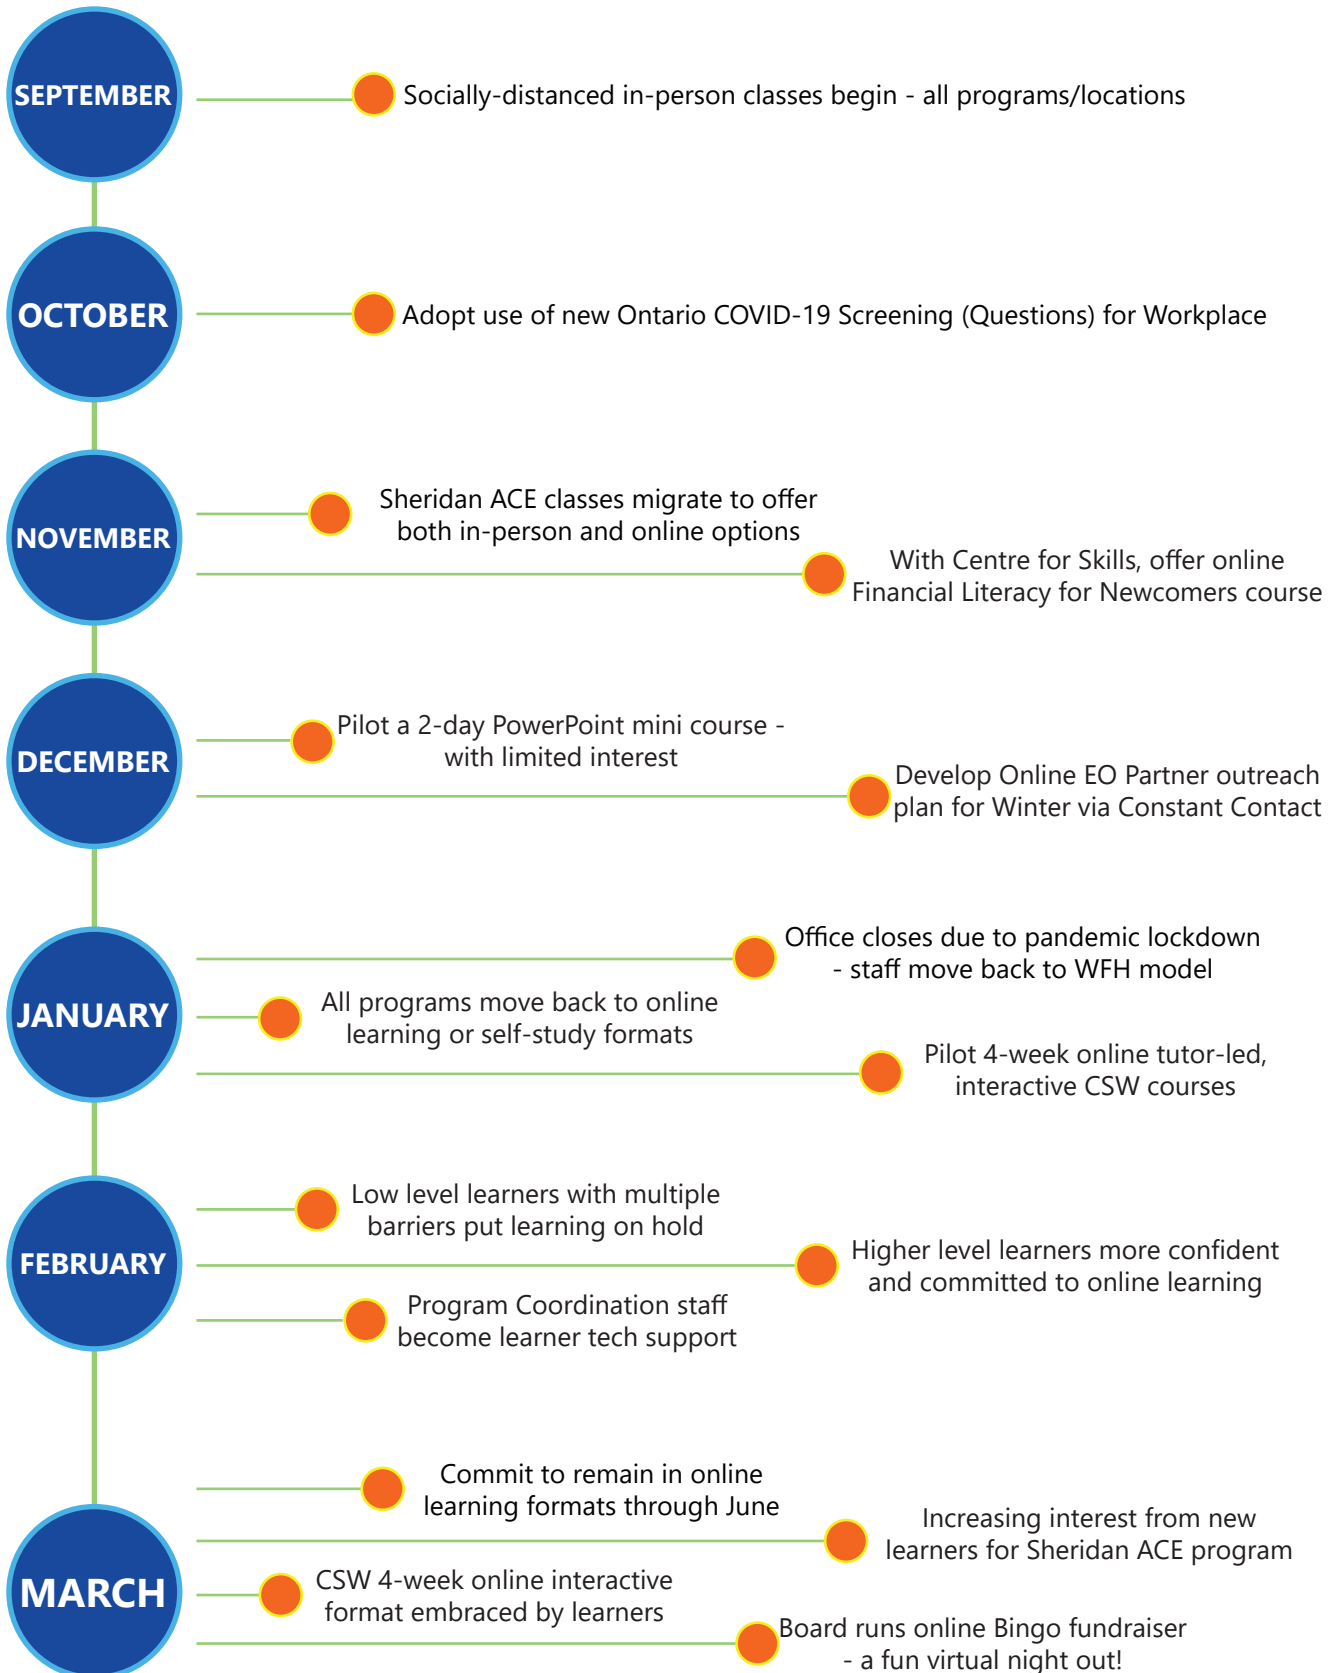 SEPTEMBER
Socially-distanced in-person classes begin - all programs/locations
OCTOBER
Adopt use of new Ontario COVID-19 Screening (Questions) for Workplace
NOVEMBER
Sheridan ACE classes migrate to offer
both in-person and online options
With Centre for Skills, offer online
Financial Literacy for Newcomers course
DECEMBER
Pilot a 2-day PowerPoint mini course -
with limited interest
Develop Online EO Partner outreach
plan for Winter via Constant Contact
JANUARY
Office closes due to pandemic lockdown
- staff move back to WFH model
All programs move back to online
learning or self-study formats
Pilot 4-week online tutor-led,
interactive CSW courses
FEBRUARY
Low level learners with multiple
barriers put learning on hold
Higher level learners more confident
and committed to online learning
Program Coordination staff
become learner tech support
MARCH
Commit to remain in online
learning formats through June
Increasing interest from new
learners for Sheridan ACE program
CSW 4-week online interactive
format embraced by learners
Board runs online Bingo fundraiser
- a fun virtual night out!